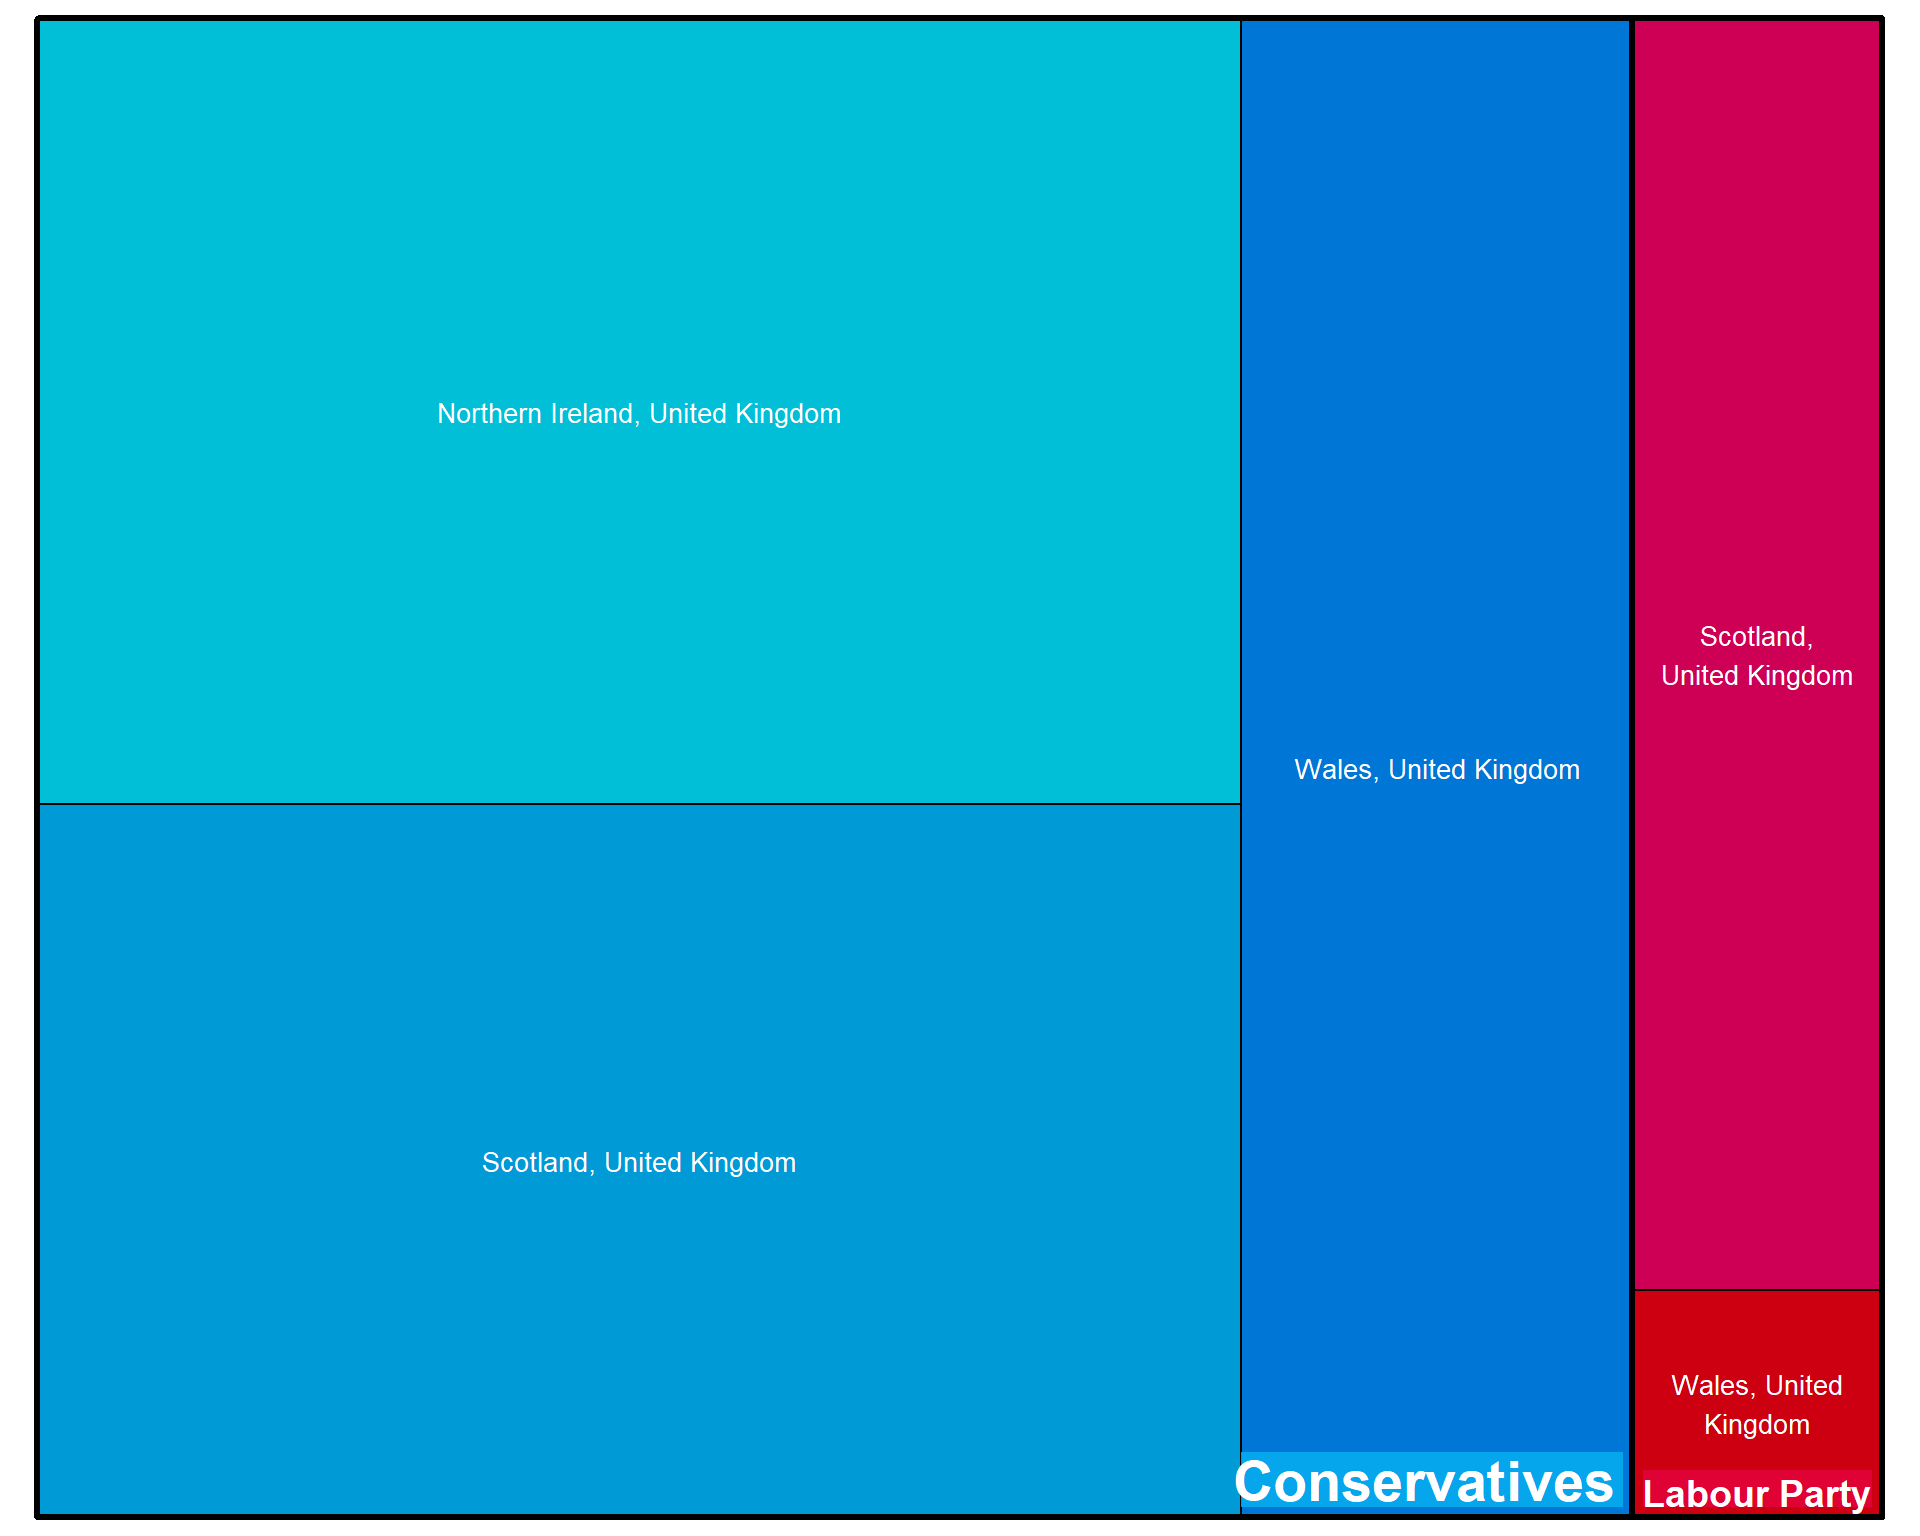 Northern Ireland, United Kingdom
Scotland, United Kingdom
Wales, United Kingdom
Conservatives
Scotland,
United Kingdom
Wales, United
Kingdom
Labour Party